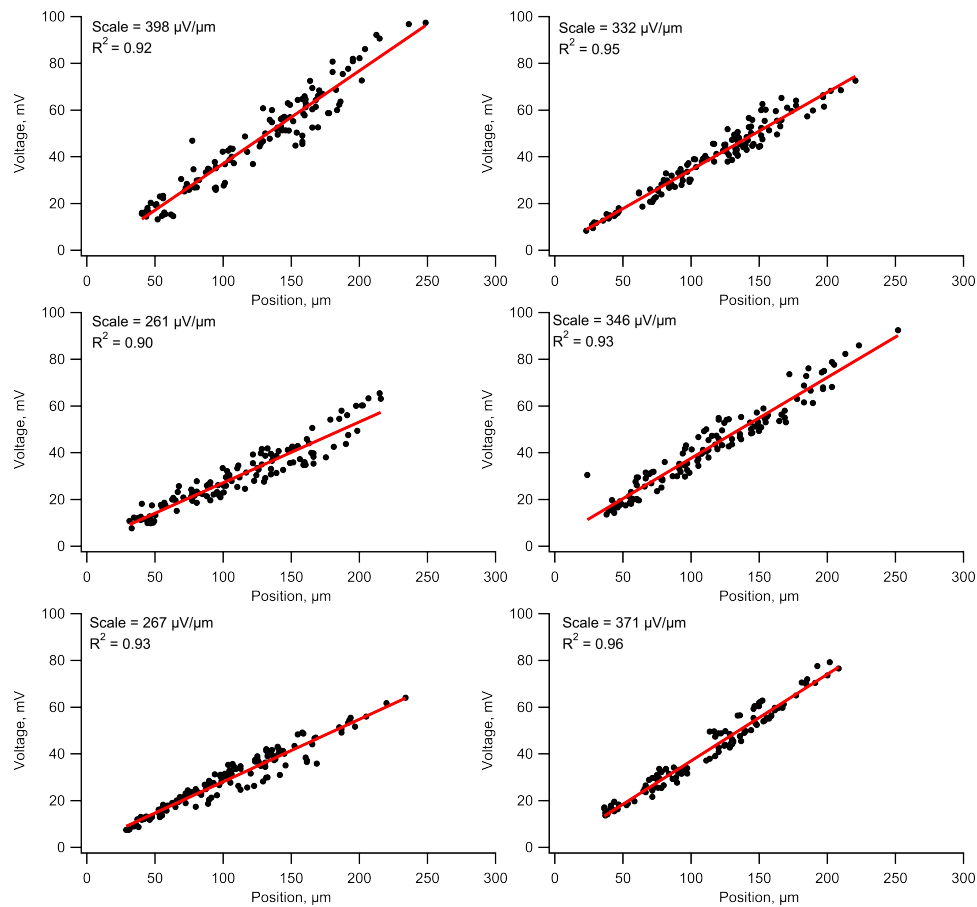 Scale = 398 µV/µm
R² = 0.92
100
80
60
40
20
0
Voltage, mV
0 50 100 150 200 250 300
Position, µm
Scale = 332 µV/µm
R² = 0.95
100
80
60
40
20
0
Voltage, mV
0 50 100 150 200 250 300
Position, µm
Scale = 261 µV/µm
R² = 0.90
100
80
60
40
20
0
Voltage, mV
0 50 100 150 200 250 300
Position, µm
Scale = 346 µV/µm
R² = 0.93
100
80
60
40
20
0
Voltage, mV
0 50 100 150 200 250 300
Position, µm
Scale = 267 µV/µm
R² = 0.93
100
80
60
40
20
0
Voltage, mV
0 50 100 150 200 250 300
Position, µm
Scale = 371 µV/µm
R² = 0.96
100
80
60
40
20
0
Voltage, mV
0 50 100 150 200 250 300
Position, µm